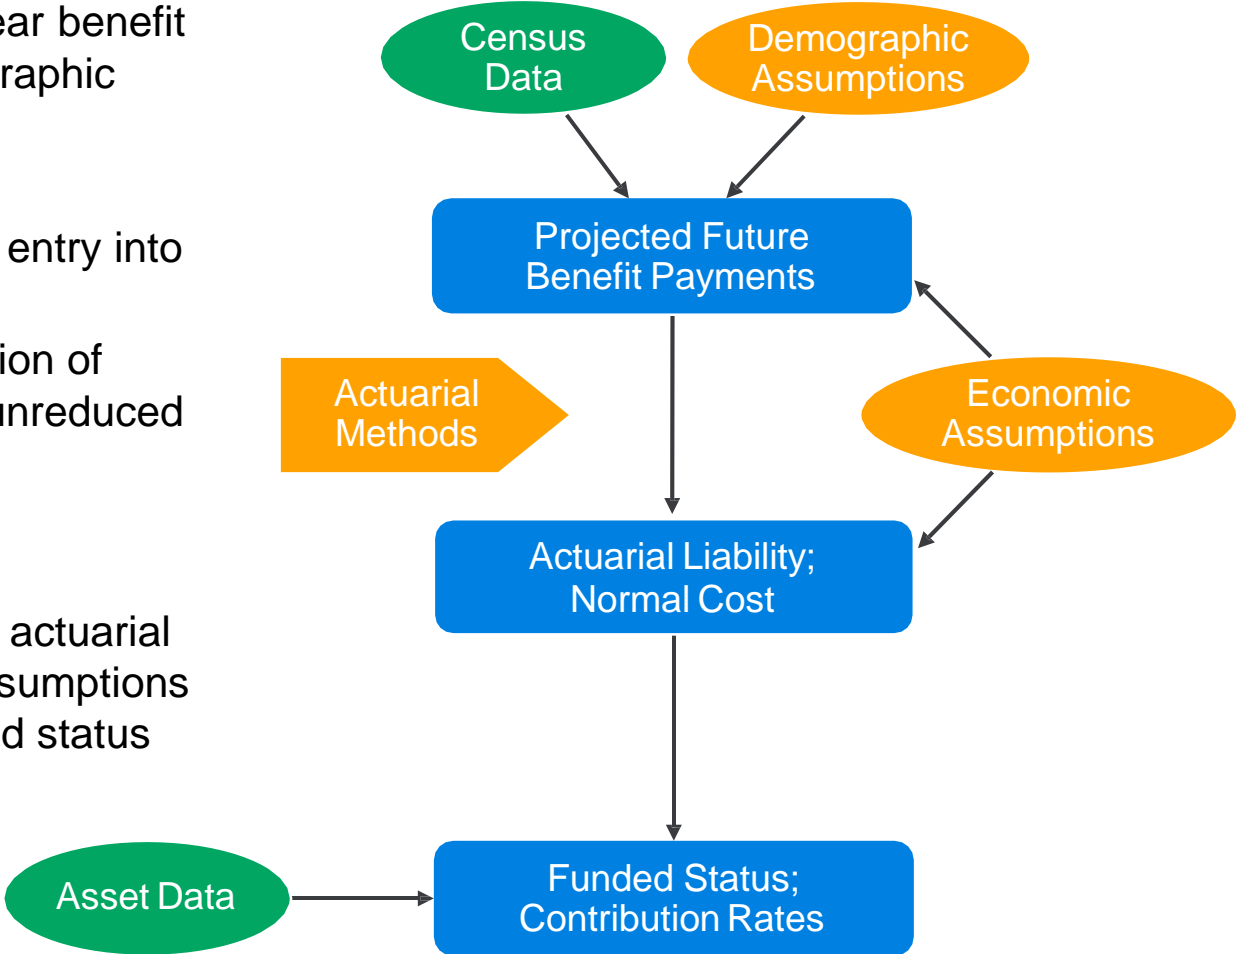 ear benefit
raphic
entry into
ion of
unreduced
actuarial
ssumptions
d status
Census
Data
Demographic
Assumptions
Projected Future
Benefit Payments
Actuarial
Methods
Economic
Assumptions
Actuarial Liability;
Normal Cost
Asset Data
Funded Status;
Contribution Rates